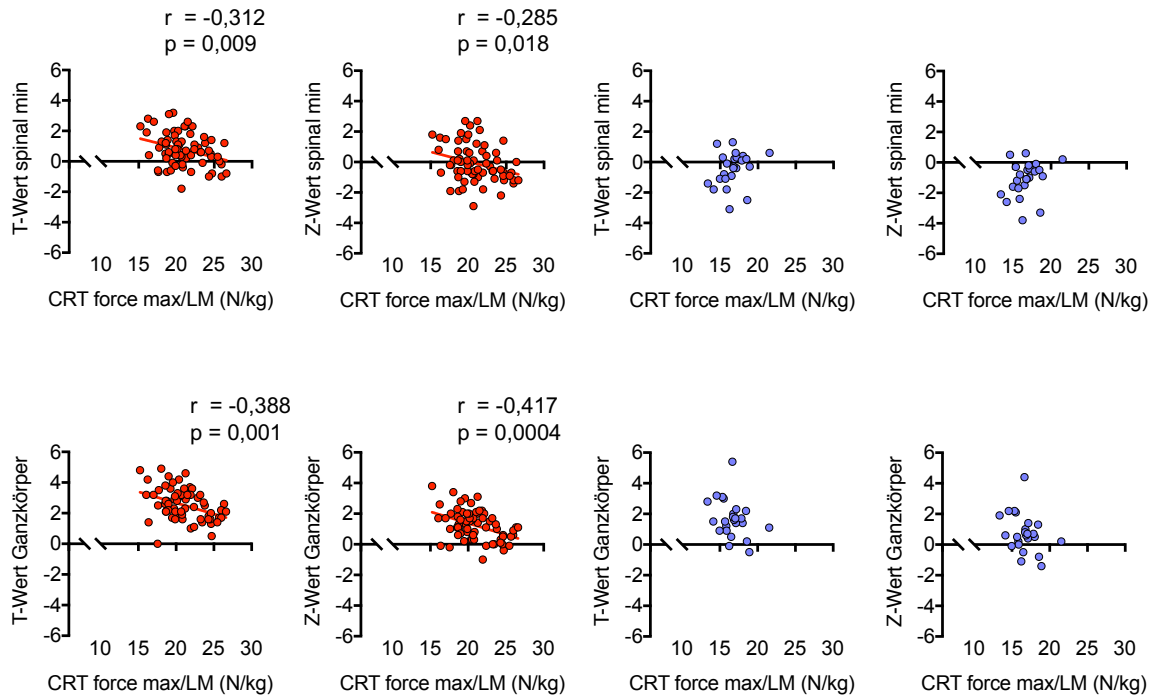 r = -0,312
p = 0,009
r = -0,285
p = 0,018
T-Wert spinal min
6
4
2
0
-2
-4
-6
10 15 20 25 30
CRT force max/LM (N/kg)
Z-Wert spinal min
6
4
2
0
-2
-4
-6
10 15 20 25 30
CRT force max/LM (N/kg)
T-Wert spinal min
6
4
2
0
-2
-4
-6
10 15 20 25 30
CRT force max/LM (N/kg)
Z-Wert spinal min
6
4
2
0
-2
-4
-6
10 15 20 25 30
CRT force max/LM (N/kg)
r = -0,388
p = 0,001
r = -0,417
p = 0,0004
T-Wert Ganzkörper
6
4
2
0
-2
-4
-6
10 15 20 25 30
CRT force max/LM (N/kg)
Z-Wert Ganzkörper
6
4
2
0
-2
-4
-6
10 15 20 25 30
CRT force max/LM (N/kg)
T-Wert Ganzkörper
6
4
2
0
-2
-4
-6
10 15 20 25 30
CRT force max/LM (N/kg)
Z-Wert Ganzkörper
6
4
2
0
-2
-4
-6
10 15 20 25 30
CRT force max/LM (N/kg)